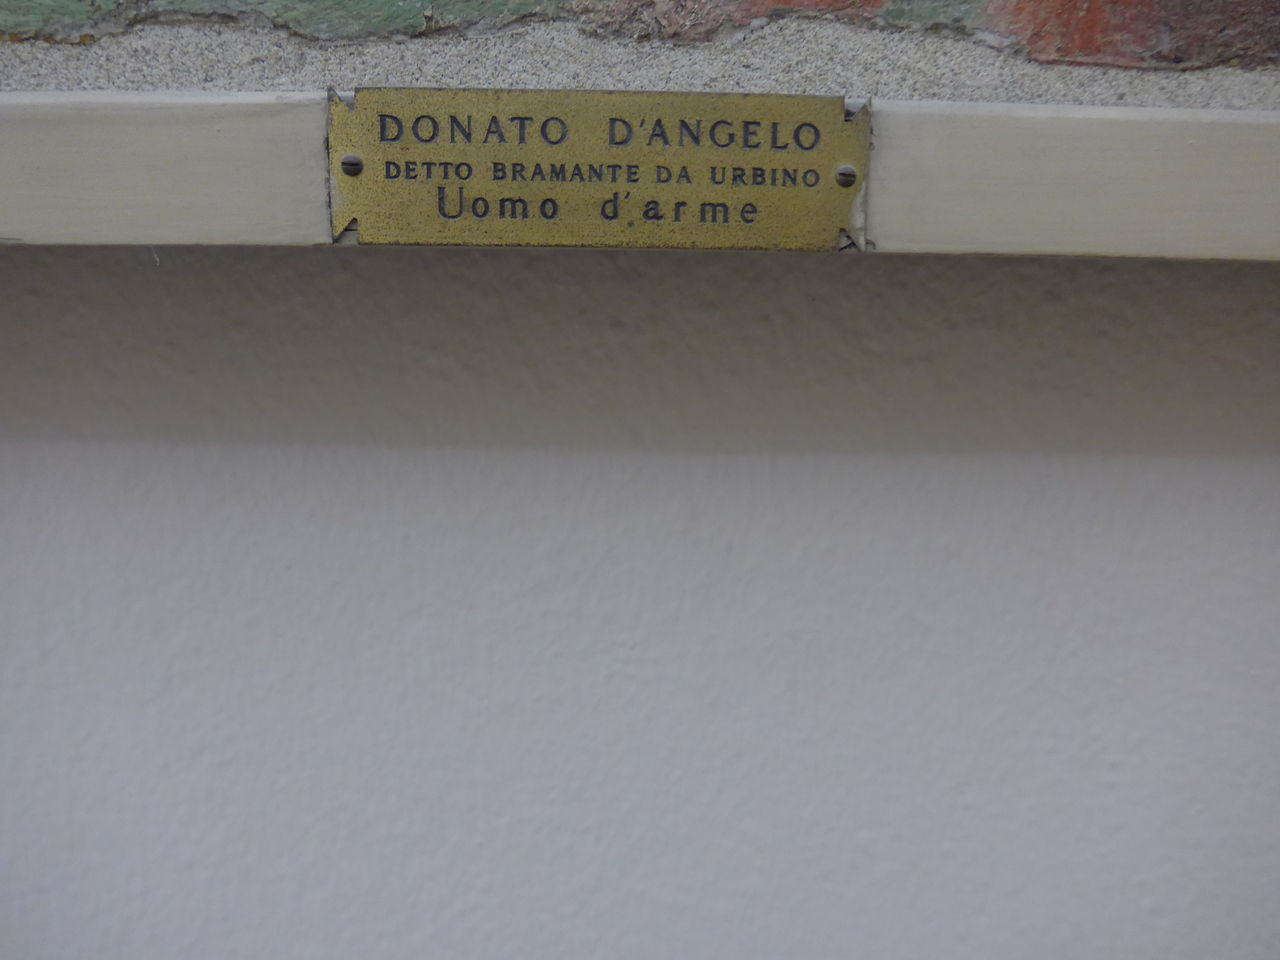 DONATO D'ANGELO
DETTO BRAMANTE DA URBINO
Uomo d'arme